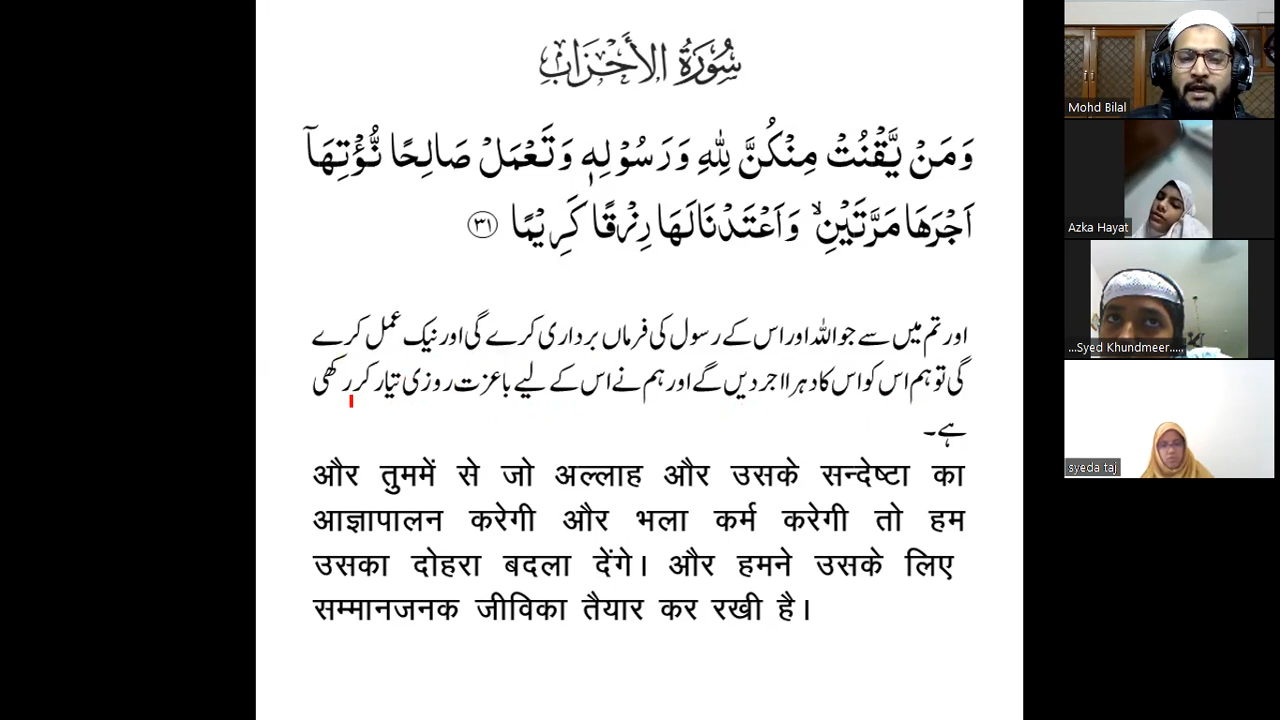 سُوْرَةُ الأَحْزَابِ
وَمَنْ يَّقْنُتْ مِنْكُنَّ لِلّٰهِ وَرَسُوْلِهٖ وَتَعْمَلْ صَالِحًا نُّؤْتِهَآ
اَجْرَهَا مَرَّتَيْنِ ۙ وَاَعْتَدْنَا لَهَا رِزْقًا كَرِيْمًا ﴿٣١﴾
اور تم میں سے جو اللہ اور اس کے رسول کی فرماں برداری کرے گی اور نیک عمل کرے
گی تو ہم اس کو اس کا دہرا اجر دیں گے اور ہم نے اس کے لیے باعزت روزی تیار کر رکھی
ہے۔
और तुममें से जो अल्लाह और उसके सन्देष्टा का
आज्ञापालन करेगी और भला कर्म करेगी तो हम
उसका दोहरा बदला देंगे। और हमने उसके लिए
सम्मानजनक जीविका तैयार कर रखी है।
Mohd Bilal
Azka Hayat
...Syed Khundmeer.....
syeda taj